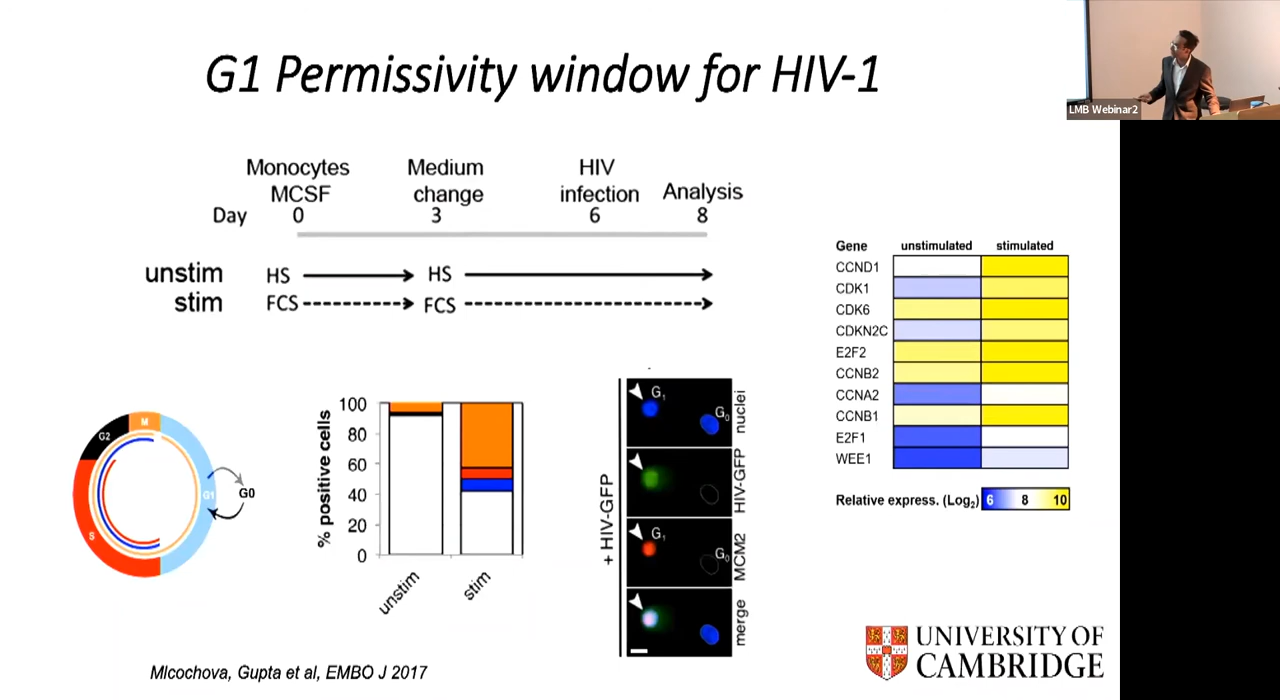 G1 Permissivity window for HIV-1
LMB Webinar2
Monocytes
MCSF
Medium
change
HIV
infection
Analysis
Day 0 3 6 8
unstim HS HS
stim FCS FCS
Gene unstimulated stimulated
CCND1
CDK1
CDK6
CDKN2C
E2F2
CCNB2
CCNA2
CCNB1
E2F1
WEE1
Relative express. (Log2) 6 8 10
M
G2
G1
G0
S
% positive cells
100
80
60
40
20
0
unstim
stim
+ HIV-GFP
G1
G0
nuclei
HIV-GFP
G1
G0
MCM2
merge
UNIVERSITY OF
CAMBRIDGE
Mlcochova, Gupta et al, EMBO J 2017